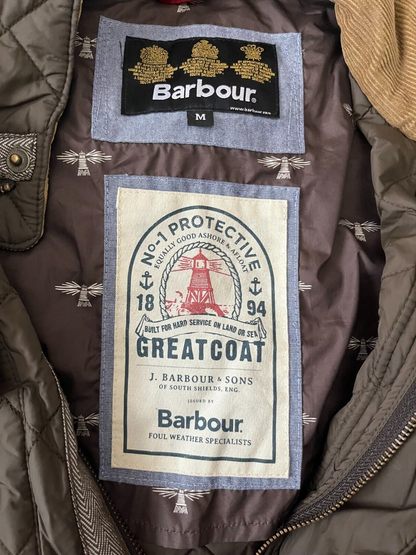 Barbour®
www.barbour.com
M
No-1 PROTECTIVE
EQUALLY GOOD ASHORE & AFLOAT
18 94
BUILT FOR HARD SERVICE ON LAND OR SEA
GREATCOAT
J. BARBOUR & SONS
OF SOUTH SHIELDS, ENG.
ISSUED BY
Barbour®
FOUL WEATHER SPECIALISTS